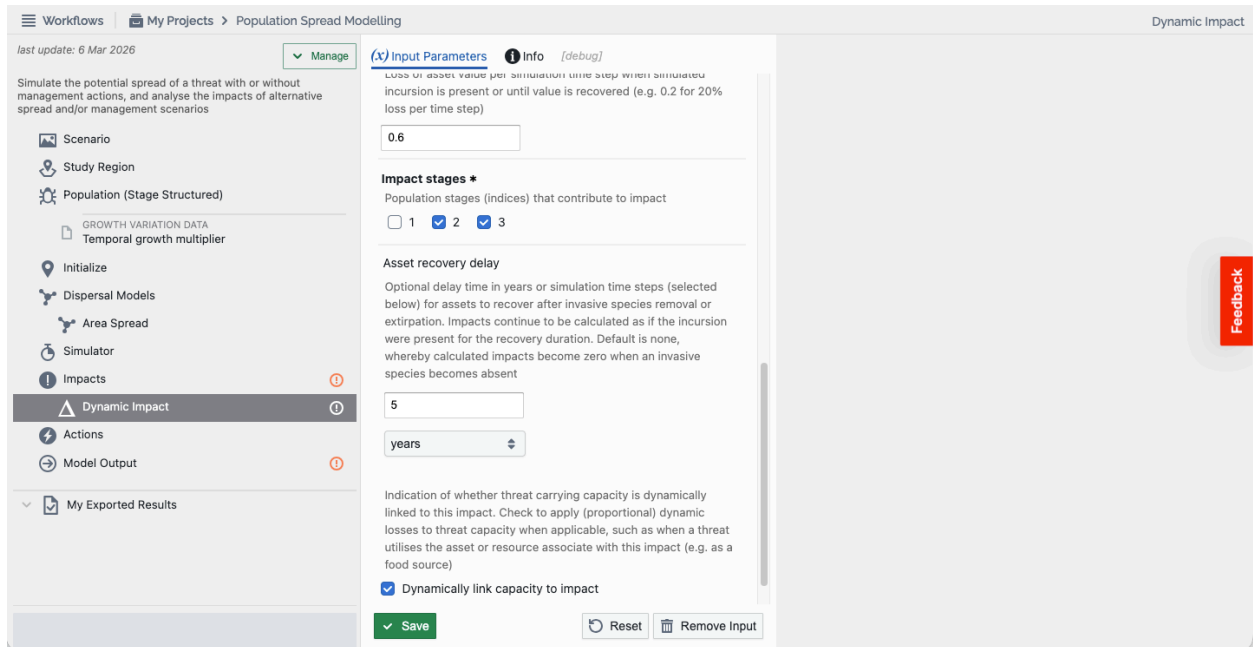 Workflows
My Projects > Population Spread Modelling
Dynamic Impact
last update: 6 Mar 2026
Manage
Simulate the potential spread of a threat with or without
management actions, and analyse the impacts of alternative
spread and/or management scenarios
Scenario
Study Region
Population (Stage Structured)
GROWTH VARIATION DATA
Temporal growth multiplier
Initialize
Dispersal Models
Area Spread
Simulator
Impacts
Dynamic Impact
Actions
Model Output
My Exported Results
(x) Input Parameters
Info
[debug]
Loss of asset value per simulation time step when simulated
incursion is present or until value is recovered (e.g. 0.2 for 20%
loss per time step)
0.6
Impact stages *
Population stages (indices) that contribute to impact
1 2 3
Asset recovery delay
Optional delay time in years or simulation time steps (selected
below) for assets to recover after invasive species removal or
extirpation. Impacts continue to be calculated as if the incursion
were present for the recovery duration. Default is none,
whereby calculated impacts become zero when an invasive
species becomes absent
5
years
Indication of whether threat carrying capacity is dynamically
linked to this impact. Check to apply (proportional) dynamic
losses to threat capacity when applicable, such as when a threat
utilises the asset or resource associate with this impact (e.g. as a
food source)
Dynamically link capacity to impact
Save
Reset
Remove Input
Feedback